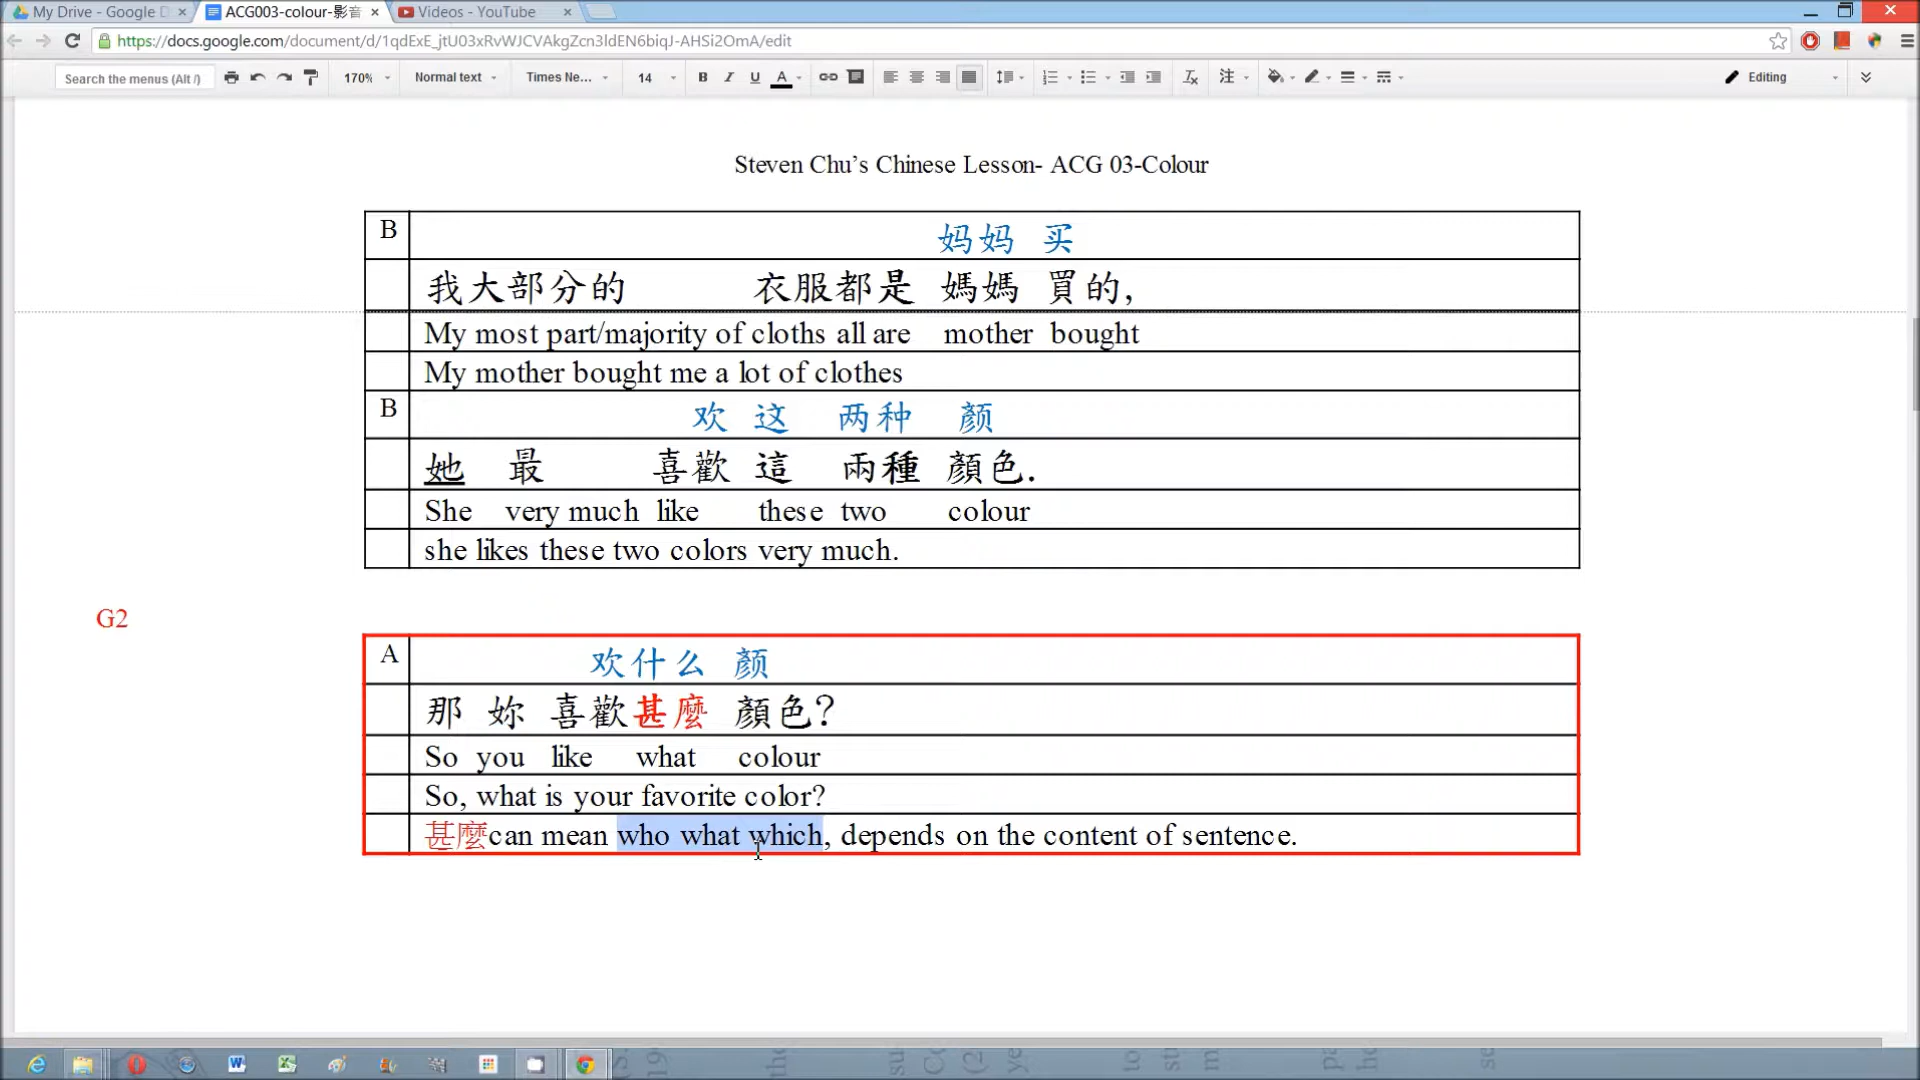 My Drive - Google D
ACG003-colour-影音
Videos - YouTube
https://docs.google.com/document/d/1qdExE_jtU03xRvWJCVAkgZcn3ldEN6biqJ-AHSi2OmA/edit
Search the menus (Alt /)
170%
Normal text
Times Ne...
14
B I U A
注
Editing
Steven Chu's Chinese Lesson- ACG 03-Colour
B
妈妈 买
我大部分的 衣服都是 媽媽 買的,
My most part/majority of cloths all are mother bought
My mother bought me a lot of clothes
B
欢 这 两种 颜
她 最 喜歡 這 兩種 顏色.
She very much like these two colour
she likes these two colors very much.
G2
A
欢什么 颜
那 妳 喜歡甚麼 顏色?
So you like what colour
So, what is your favorite color?
甚麼can mean who what which, depends on the content of sentence.